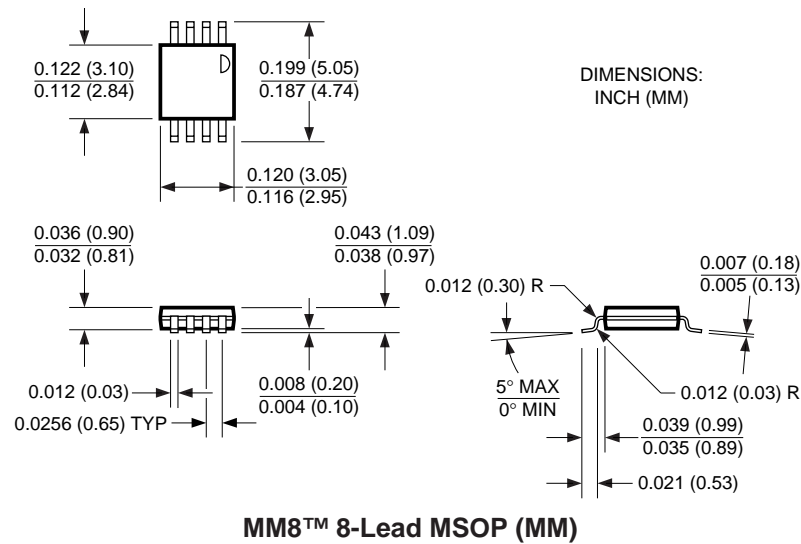 0.122 (3.10)
0.112 (2.84)
0.199 (5.05)
0.187 (4.74)
DIMENSIONS:
INCH (MM)
0.120 (3.05)
0.116 (2.95)
0.036 (0.90)
0.032 (0.81)
0.043 (1.09)
0.038 (0.97)
0.012 (0.30) R
0.007 (0.18)
0.005 (0.13)
0.012 (0.03)
0.0256 (0.65) TYP
0.008 (0.20)
0.004 (0.10)
5° MAX
0° MIN
0.012 (0.03) R
0.039 (0.99)
0.035 (0.89)
0.021 (0.53)
MM8™ 8-Lead MSOP (MM)